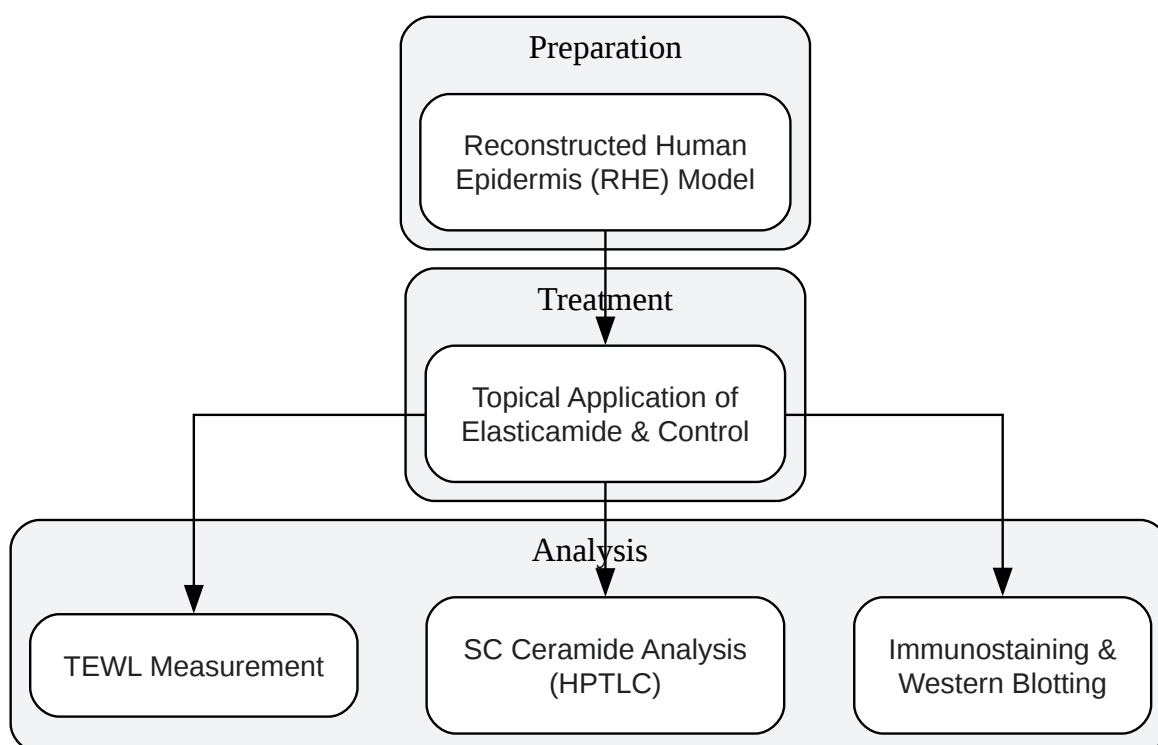 Preparation
Reconstructed Human
Epidermis (RHE) Model
Treatment
Topical Application of
Elasticamide & Control
Analysis
TEWL Measurement
SC Ceramide Analysis
(HPTLC)
Immunostaining &
Western Blotting